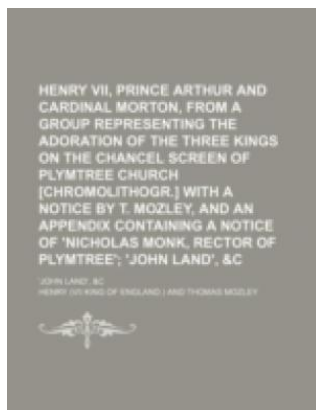 HENRY VII, PRINCE ARTHUR AND
CARDINAL MORTON, FROM A
GROUP REPRESENTING THE
ADORATION OF THE THREE KINGS
ON THE CHANCEL SCREEN OF
PLYMTREE CHURCH
[CHROMOLITHOGR.] WITH A
NOTICE BY T. MOZLEY, AND AN
APPENDIX CONTAINING A NOTICE
OF 'NICHOLAS MONK, RECTOR OF
PLYMTREE'; 'JOHN LAND', &C
'JOHN LAND', &C
HENRY (VII KING OF ENGLAND.) AND THOMAS MOZLEY